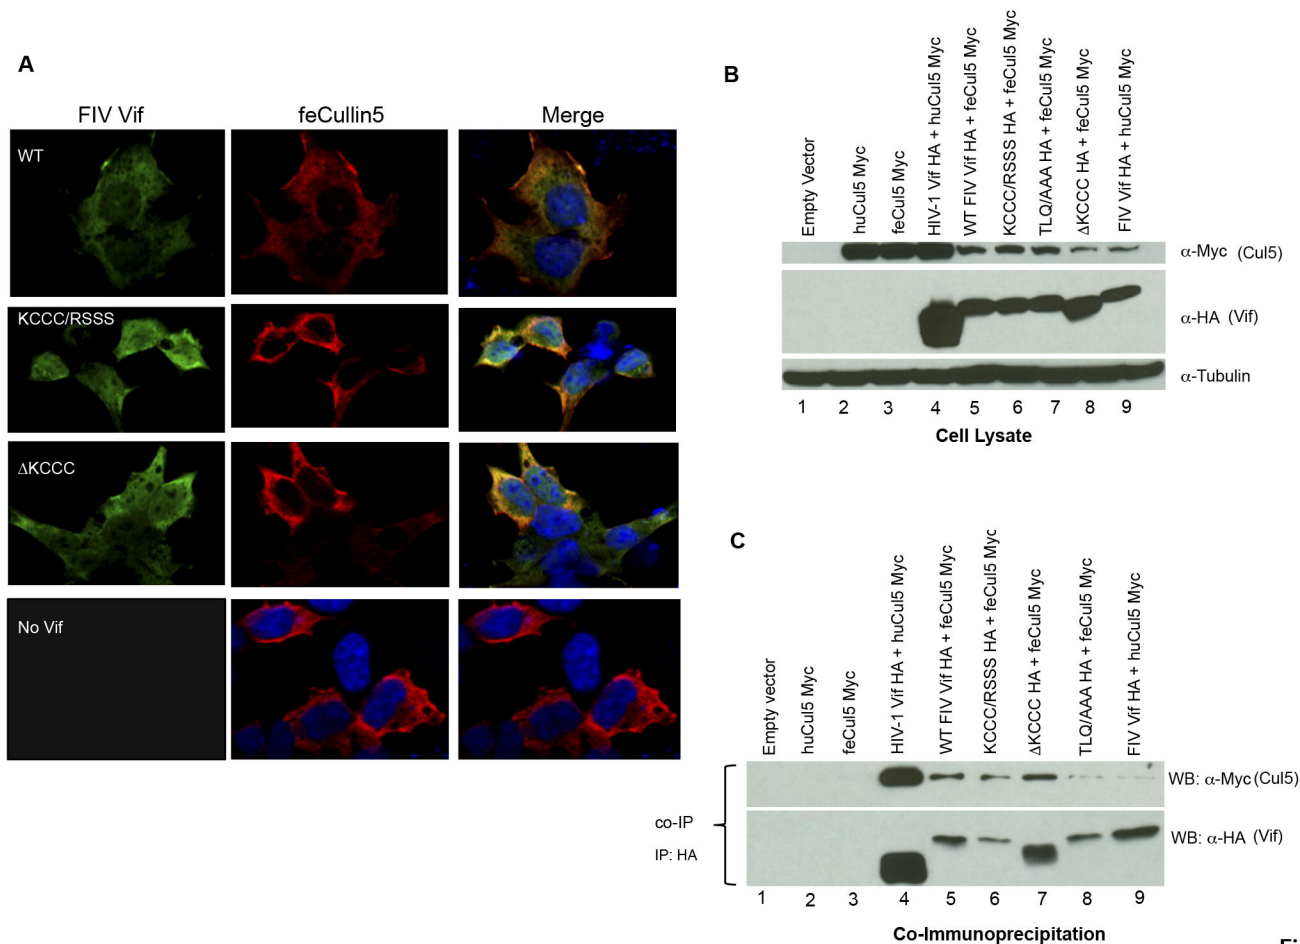 A
FIV Vif
feCullin5
Merge
WT
KCCC/RSSS
ΔKCCC
No Vif
B
Empty Vector
huCul5 Myc
feCul5 Myc
HIV-1 Vif HA + huCul5 Myc
WT FIV Vif HA + feCul5 Myc
KCCC/RSSS HA + feCul5 Myc
TLQ/AAA HA + feCul5 Myc
ΔKCCC HA + feCul5 Myc
FIV Vif HA + huCul5 Myc
α-Myc (Cul5)
α-HA (Vif)
α-Tubulin
1 2 3 4 5 6 7 8 9
Cell Lysate
C
Empty vector
huCul5 Myc
feCul5 Myc
HIV-1 Vif HA + huCul5 Myc
WT FIV Vif HA + feCul5 Myc
KCCC/RSSS HA + feCul5 Myc
ΔKCCC HA + feCul5 Myc
TLQ/AAA HA + feCul5 Myc
FIV Vif HA + huCul5 Myc
WB: α-Myc (Cul5)
co-IP
IP: HA
WB: α-HA (Vif)
1 2 3 4 5 6 7 8 9
Co-Immunoprecipitation